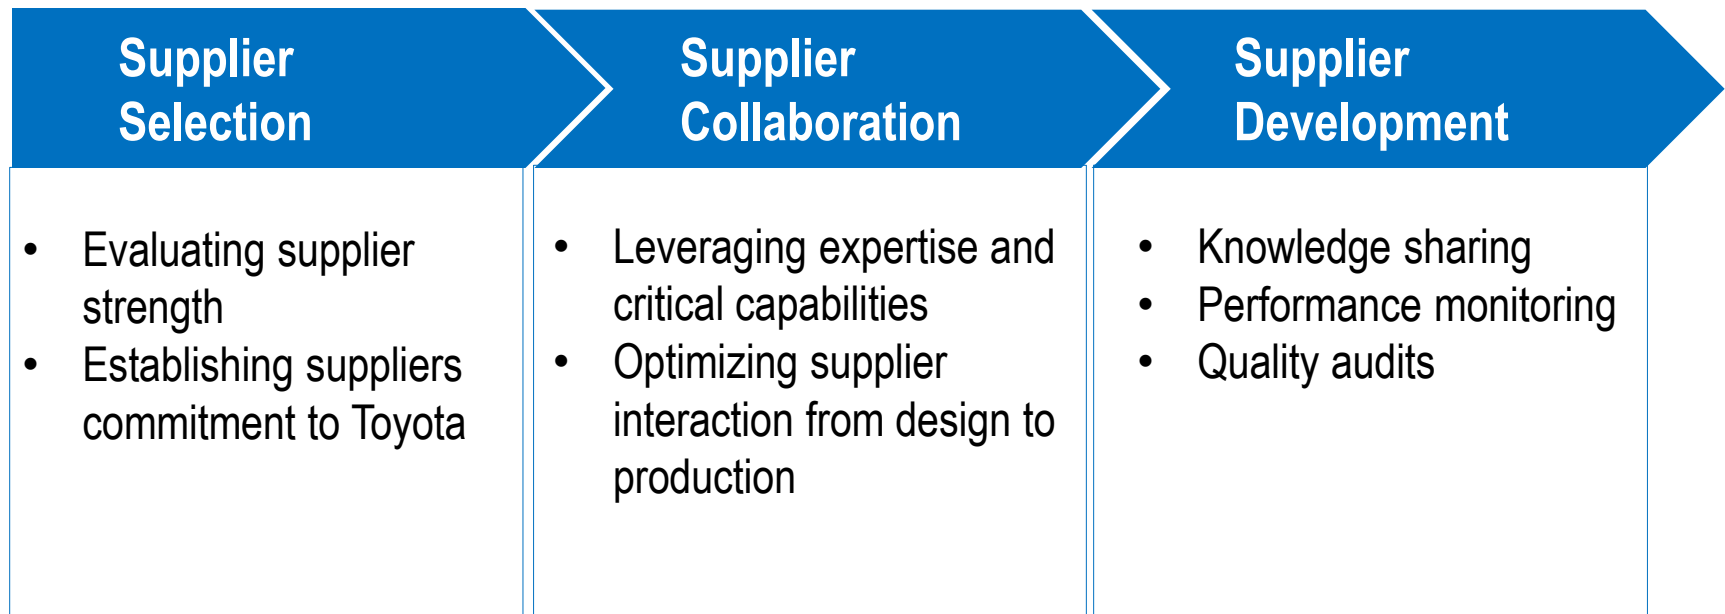 Supplier
Selection
• Evaluating supplier
strength
• Establishing suppliers
commitment to Toyota
Supplier
Collaboration
• Leveraging expertise and
critical capabilities
• Optimizing supplier
interaction from design to
production
Supplier
Development
• Knowledge sharing
• Performance monitoring
• Quality audits